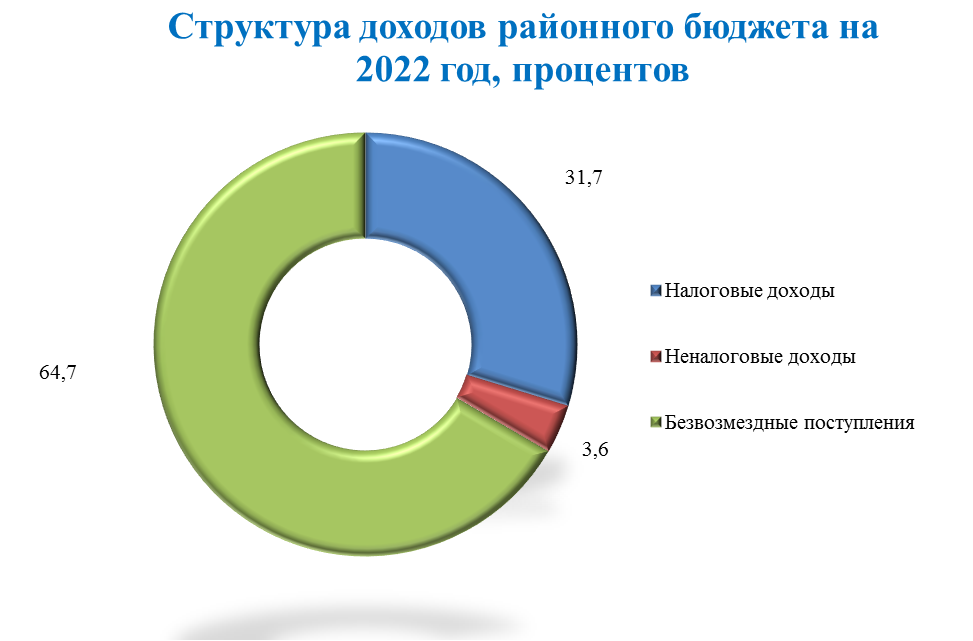 Структура доходов районного бюджета на
2022 год, процентов
31,7
Налоговые доходы
Неналоговые доходы
64,7
Безвозмездные поступления
3,6